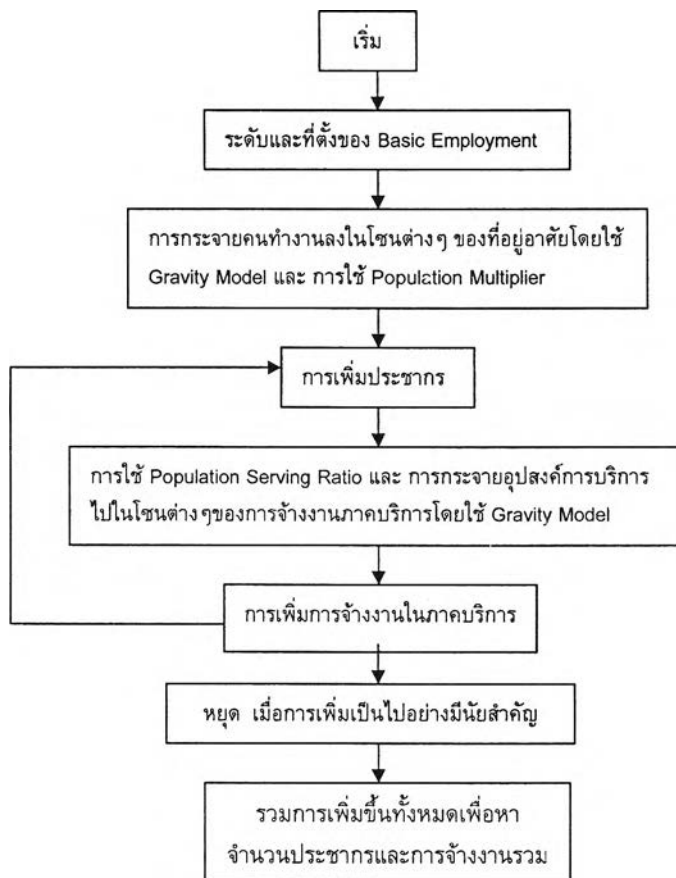 เริ่ม
ระดับและที่ตั้งของ Basic Employment
การกระจายคนทำงานลงในโซนต่างๆ ของที่อยู่อาศัยโดยใช้
Gravity Model และ การใช้ Population Multiplier
การเพิ่มประชากร
การใช้ Population Serving Ratio และ การกระจายอุปสงค์การบริการ
ไปในโซนต่างๆของการจ้างงานภาคบริการโดยใช้ Gravity Model
การเพิ่มการจ้างงานในภาคบริการ
หยุด เมื่อการเพิ่มเป็นไปอย่างมีนัยสำคัญ
รวมการเพิ่มขึ้นทั้งหมดเพื่อหา
จำนวนประชากรและการจ้างงานรวม